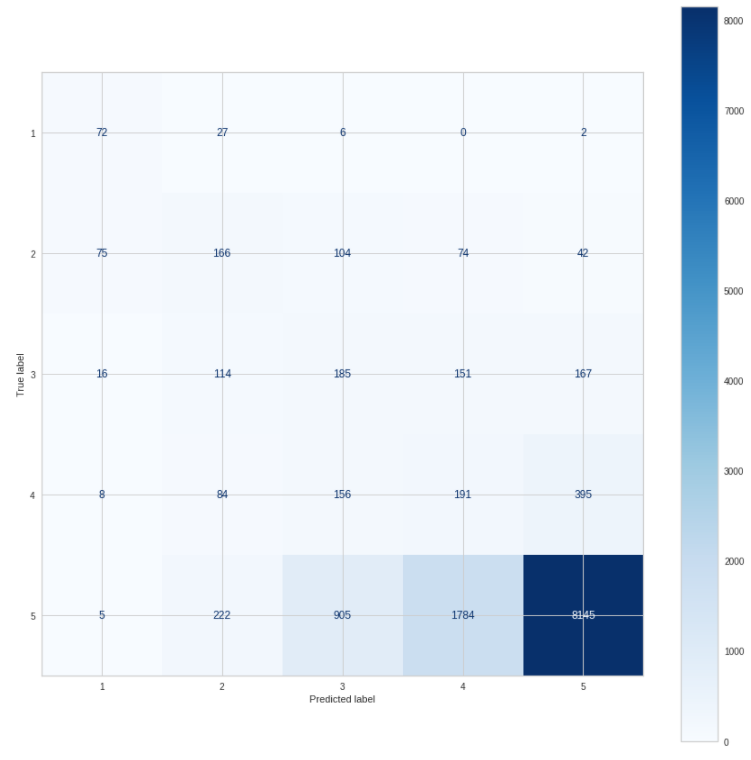 1 72 27 6 0 2
2 75 166 104 74 42
True label
3 16 114 185 151 167
4 8 84 156 191 395
5 5 222 905 1784 8145
1 2 3 4 5
Predicted label
8000
7000
6000
5000
4000
3000
2000
1000
0